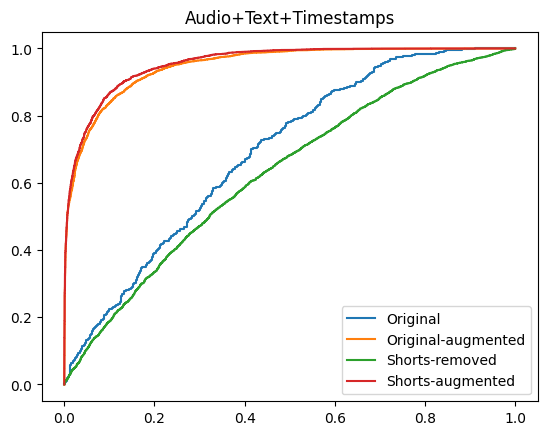 Audio+Text+Timestamps
1.0
0.8
0.6
0.4
0.2
0.0
Original
Original-augmented
Shorts-removed
Shorts-augmented
0.0 0.2 0.4 0.6 0.8 1.0